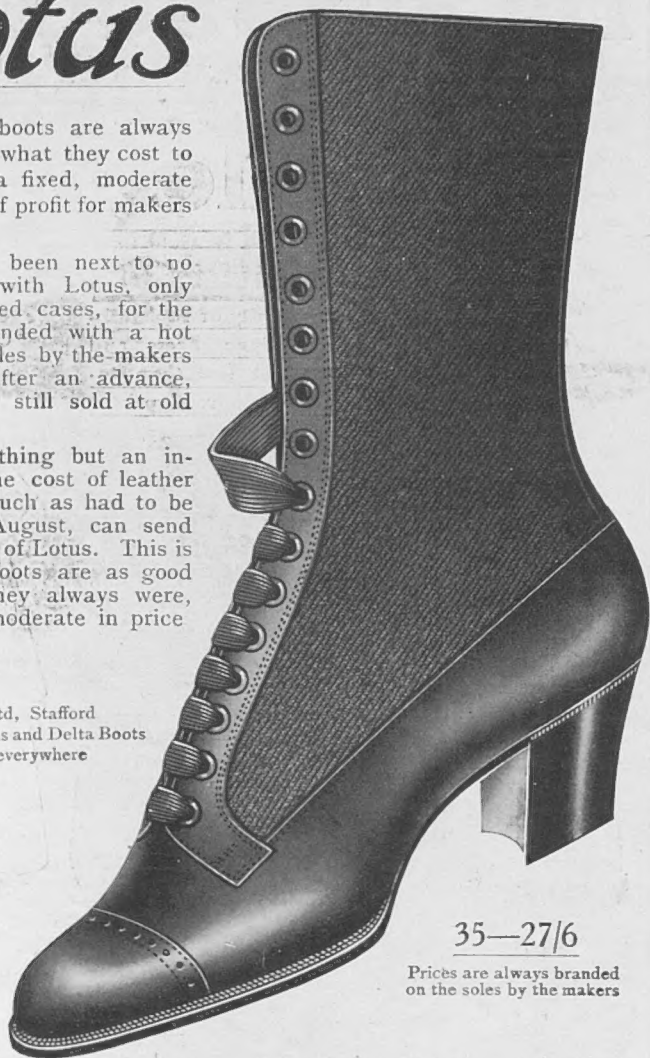 otus
boots are always
what they cost to
a fixed, moderate
f profit for makers
been next to no
with Lotus, only
ed cases, for the
nded with a hot
les by the makers
fter an advance,
still sold at old
thing but an in-
e cost of leather
uch as had to be
August, can send
of Lotus. This is
oots are as good
hey always were,
moderate in price
td, Stafford
s and Delta Boots
everywhere
35—27/6
Prices are always branded
on the soles by the makers